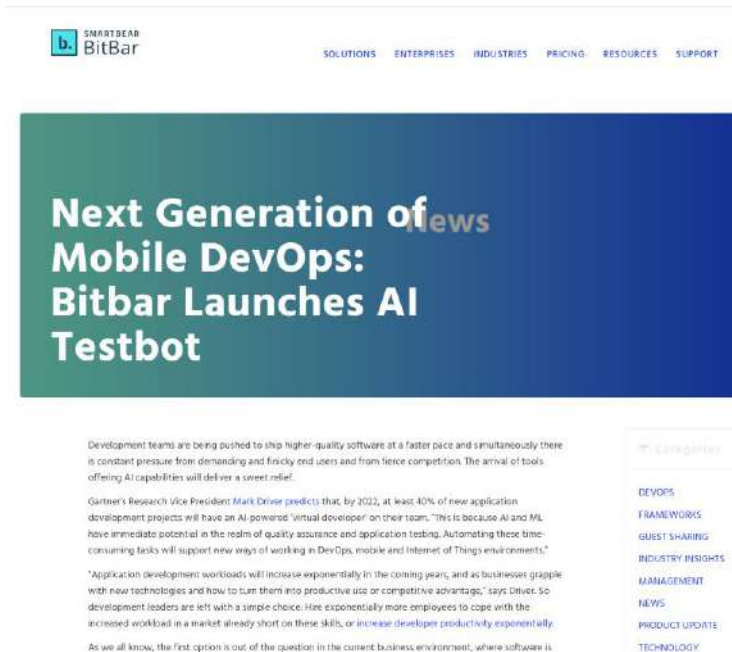 b.
SMARTBEAR
BitBar
SOLUTIONS ENTERPRISES INDUSTRIES PRICING RESOURCES SUPPORT
News
Next Generation of
Mobile DevOps:
Bitbar Launches AI
Testbot
Development teams are being pushed to ship higher-quality software at a faster pace and simultaneously there
is constant pressure from demanding and finicky end users and from fierce competition. The arrival of tools
offering AI capabilities will deliver a sweet relief.
Gartner's Research Vice President Mark Driver predicts that, by 2022, at least 40% of new application
development projects will have an AI-powered 'virtual developer' on their team. "This is because AI and ML
have immediate potential in the realm of quality assurance and application testing. Automating these time-
consuming tasks will support new ways of working in DevOps, mobile and Internet of Things environments."
"Application development workloads will increase exponentially in the coming years, and as businesses grapple
with new technologies and how to turn them into productive use or competitive advantage," says Driver. So
development leaders are left with a simple choice: Hire exponentially more employees to cope with the
increased workload in a market already short on these skills, or increase developer productivity exponentially.
As we all know, the first option is out of the question in the current business environment, where software is
Categories
DEVOPS
FRAMEWORKS
GUEST SHARING
INDUSTRY INSIGHTS
MANAGEMENT
NEWS
PRODUCT UPDATE
TECHNOLOGY